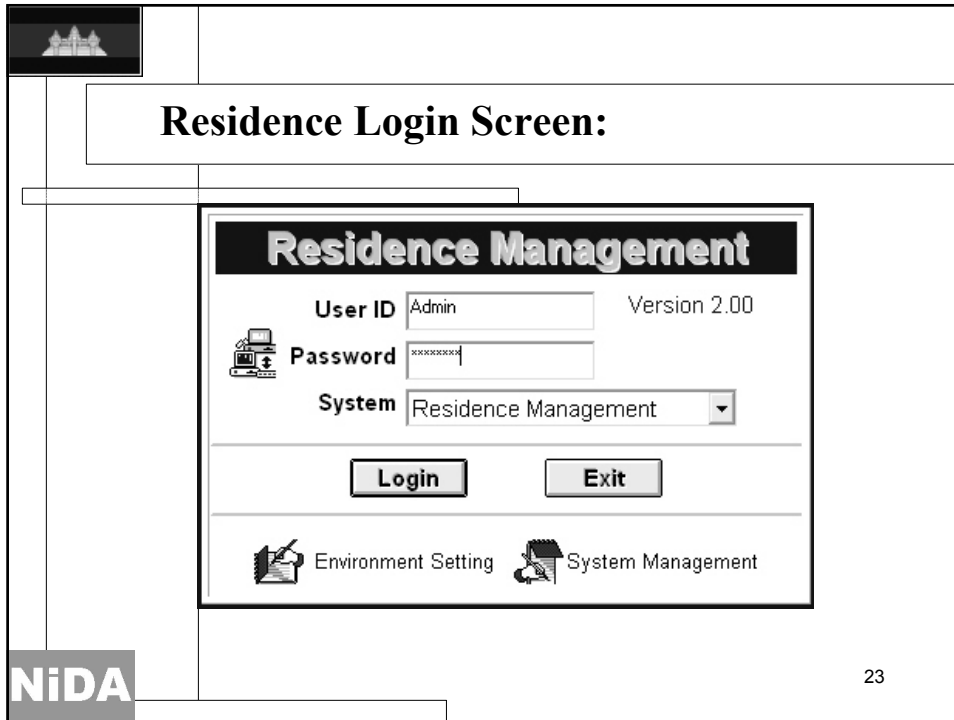 Residence Login Screen:
Residence Management
User ID Admin Version 2.00
Password ********
System Residence Management
Login Exit
Environment Setting System Management
NiDA
23